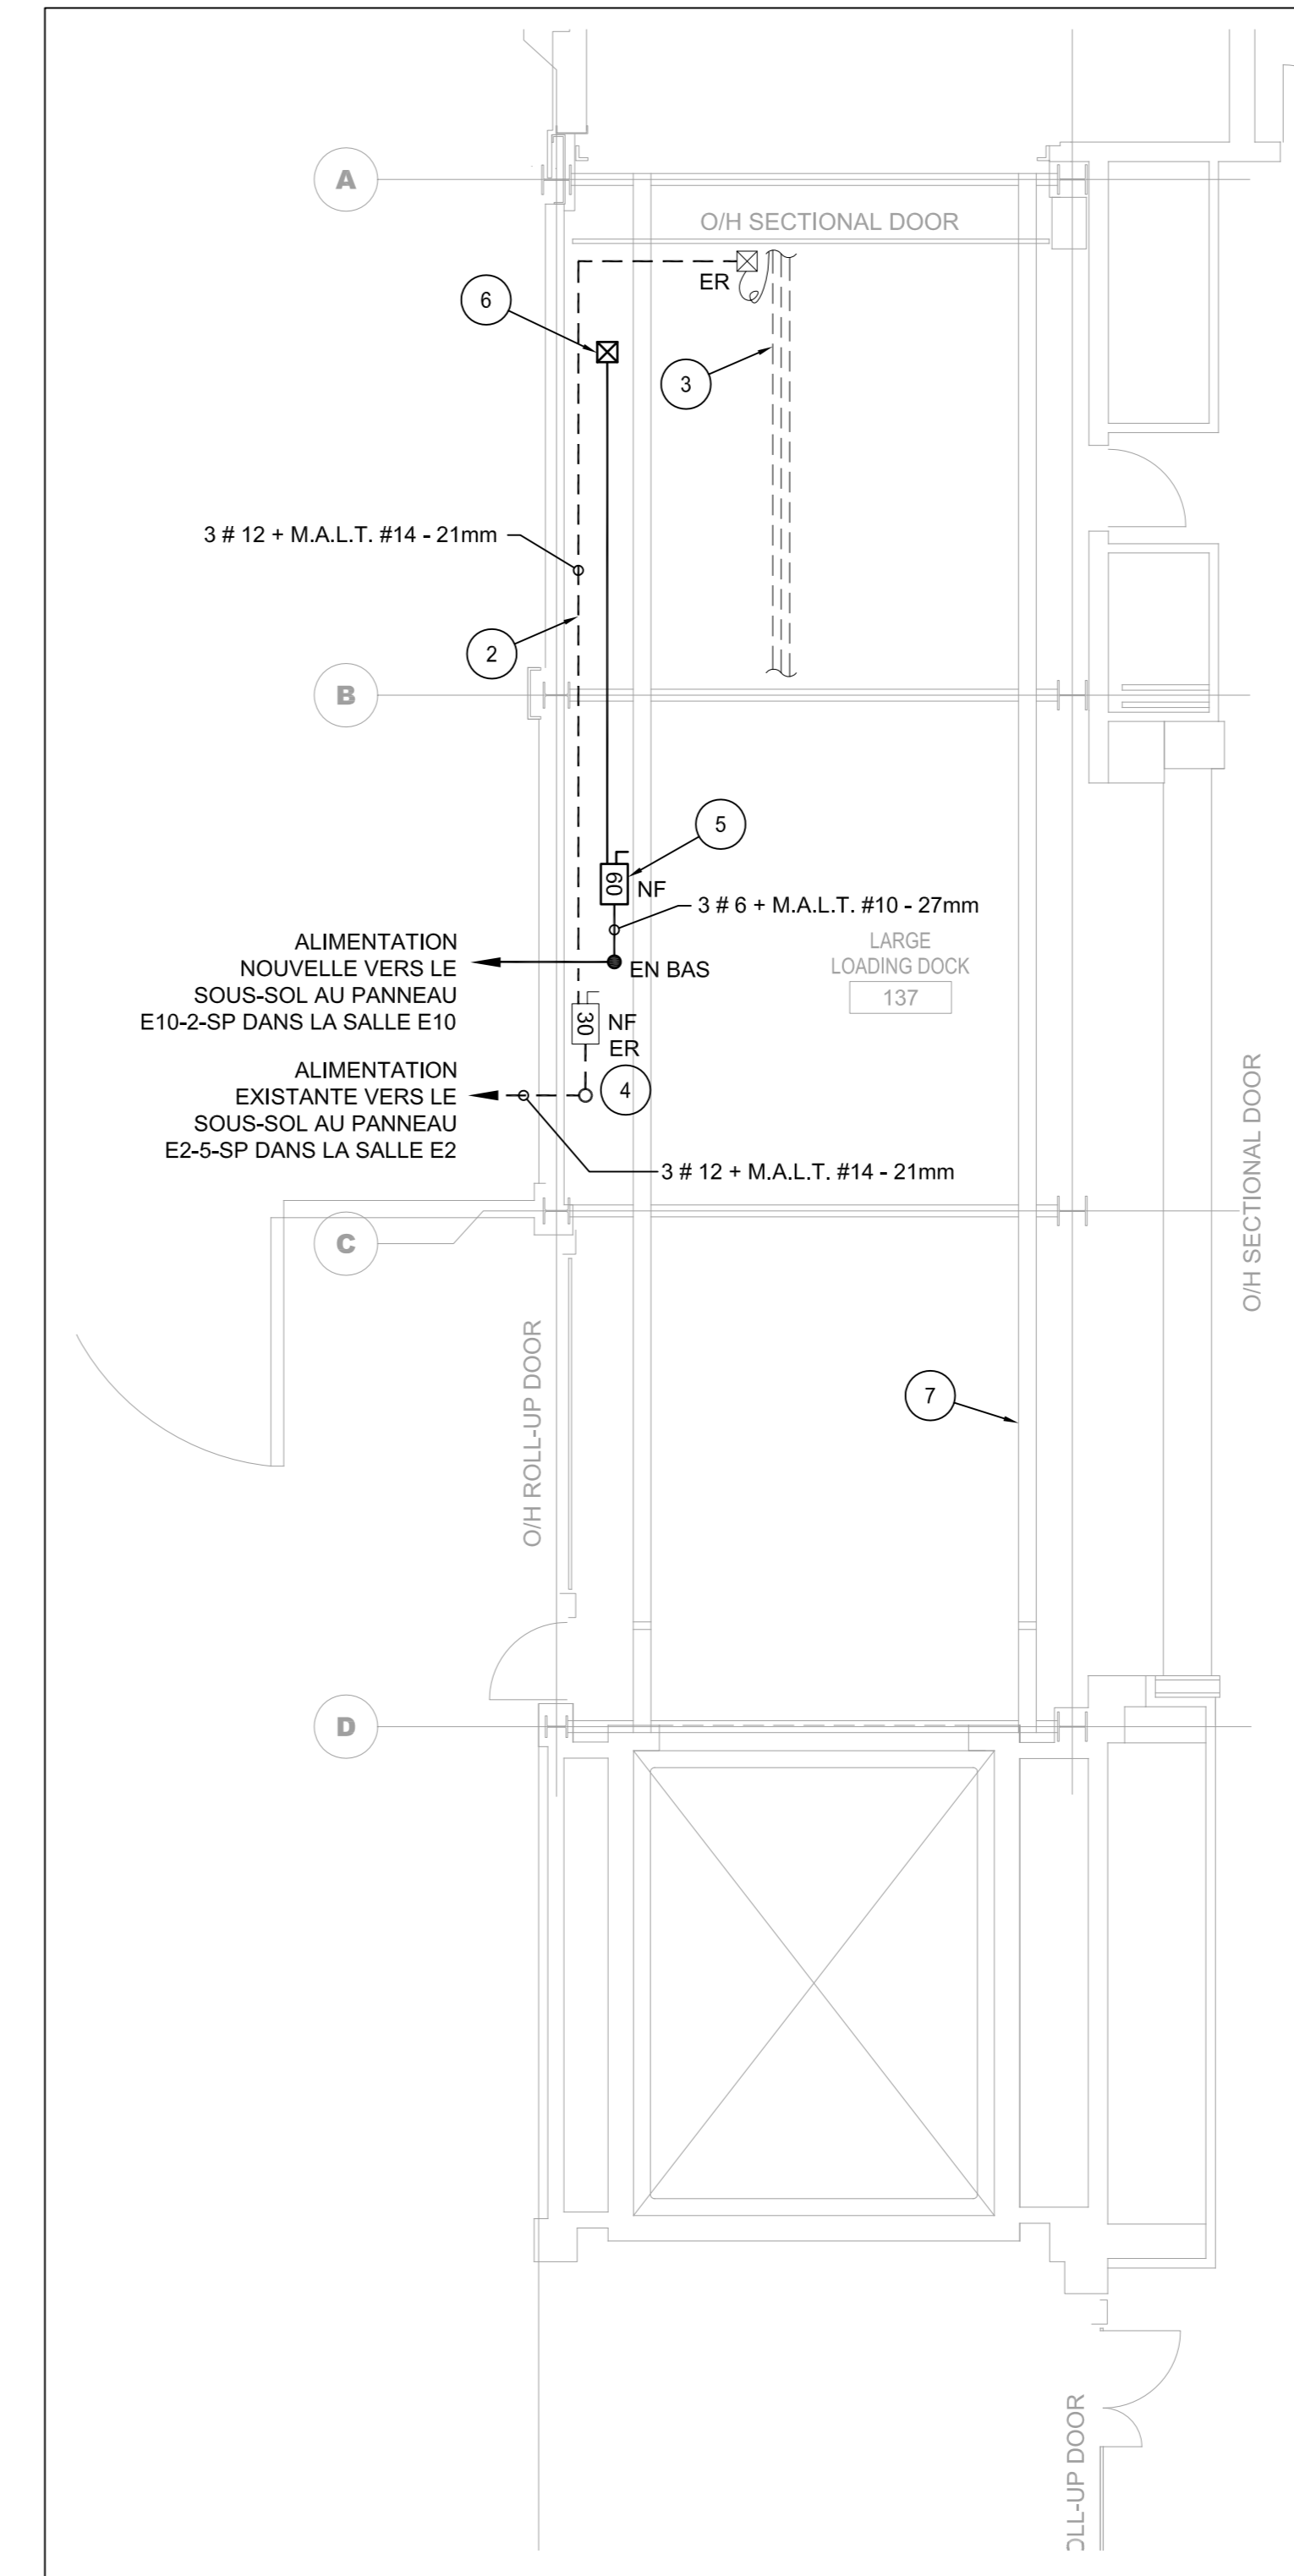 A
O/H SECTIONAL DOOR
ER
6
3
3 # 12 + M.A.L.T. #14 - 21mm
2
B
5
60
NF
3 # 6 + M.A.L.T. #10 - 27mm
ALIMENTATION
NOUVELLE VERS LE
SOUS-SOL AU PANNEAU
E10-2-SP DANS LA SALLE E10
EN BAS
LARGE
LOADING DOCK
137
30
NF
ER
ALIMENTATION
EXISTANTE VERS LE
SOUS-SOL AU PANNEAU
E2-5-SP DANS LA SALLE E2
4
3 # 12 + M.A.L.T. #14 - 21mm
O/H SECTIONAL DOOR
C
O/H ROLL-UP DOOR
7
D
OLL-UP DOOR